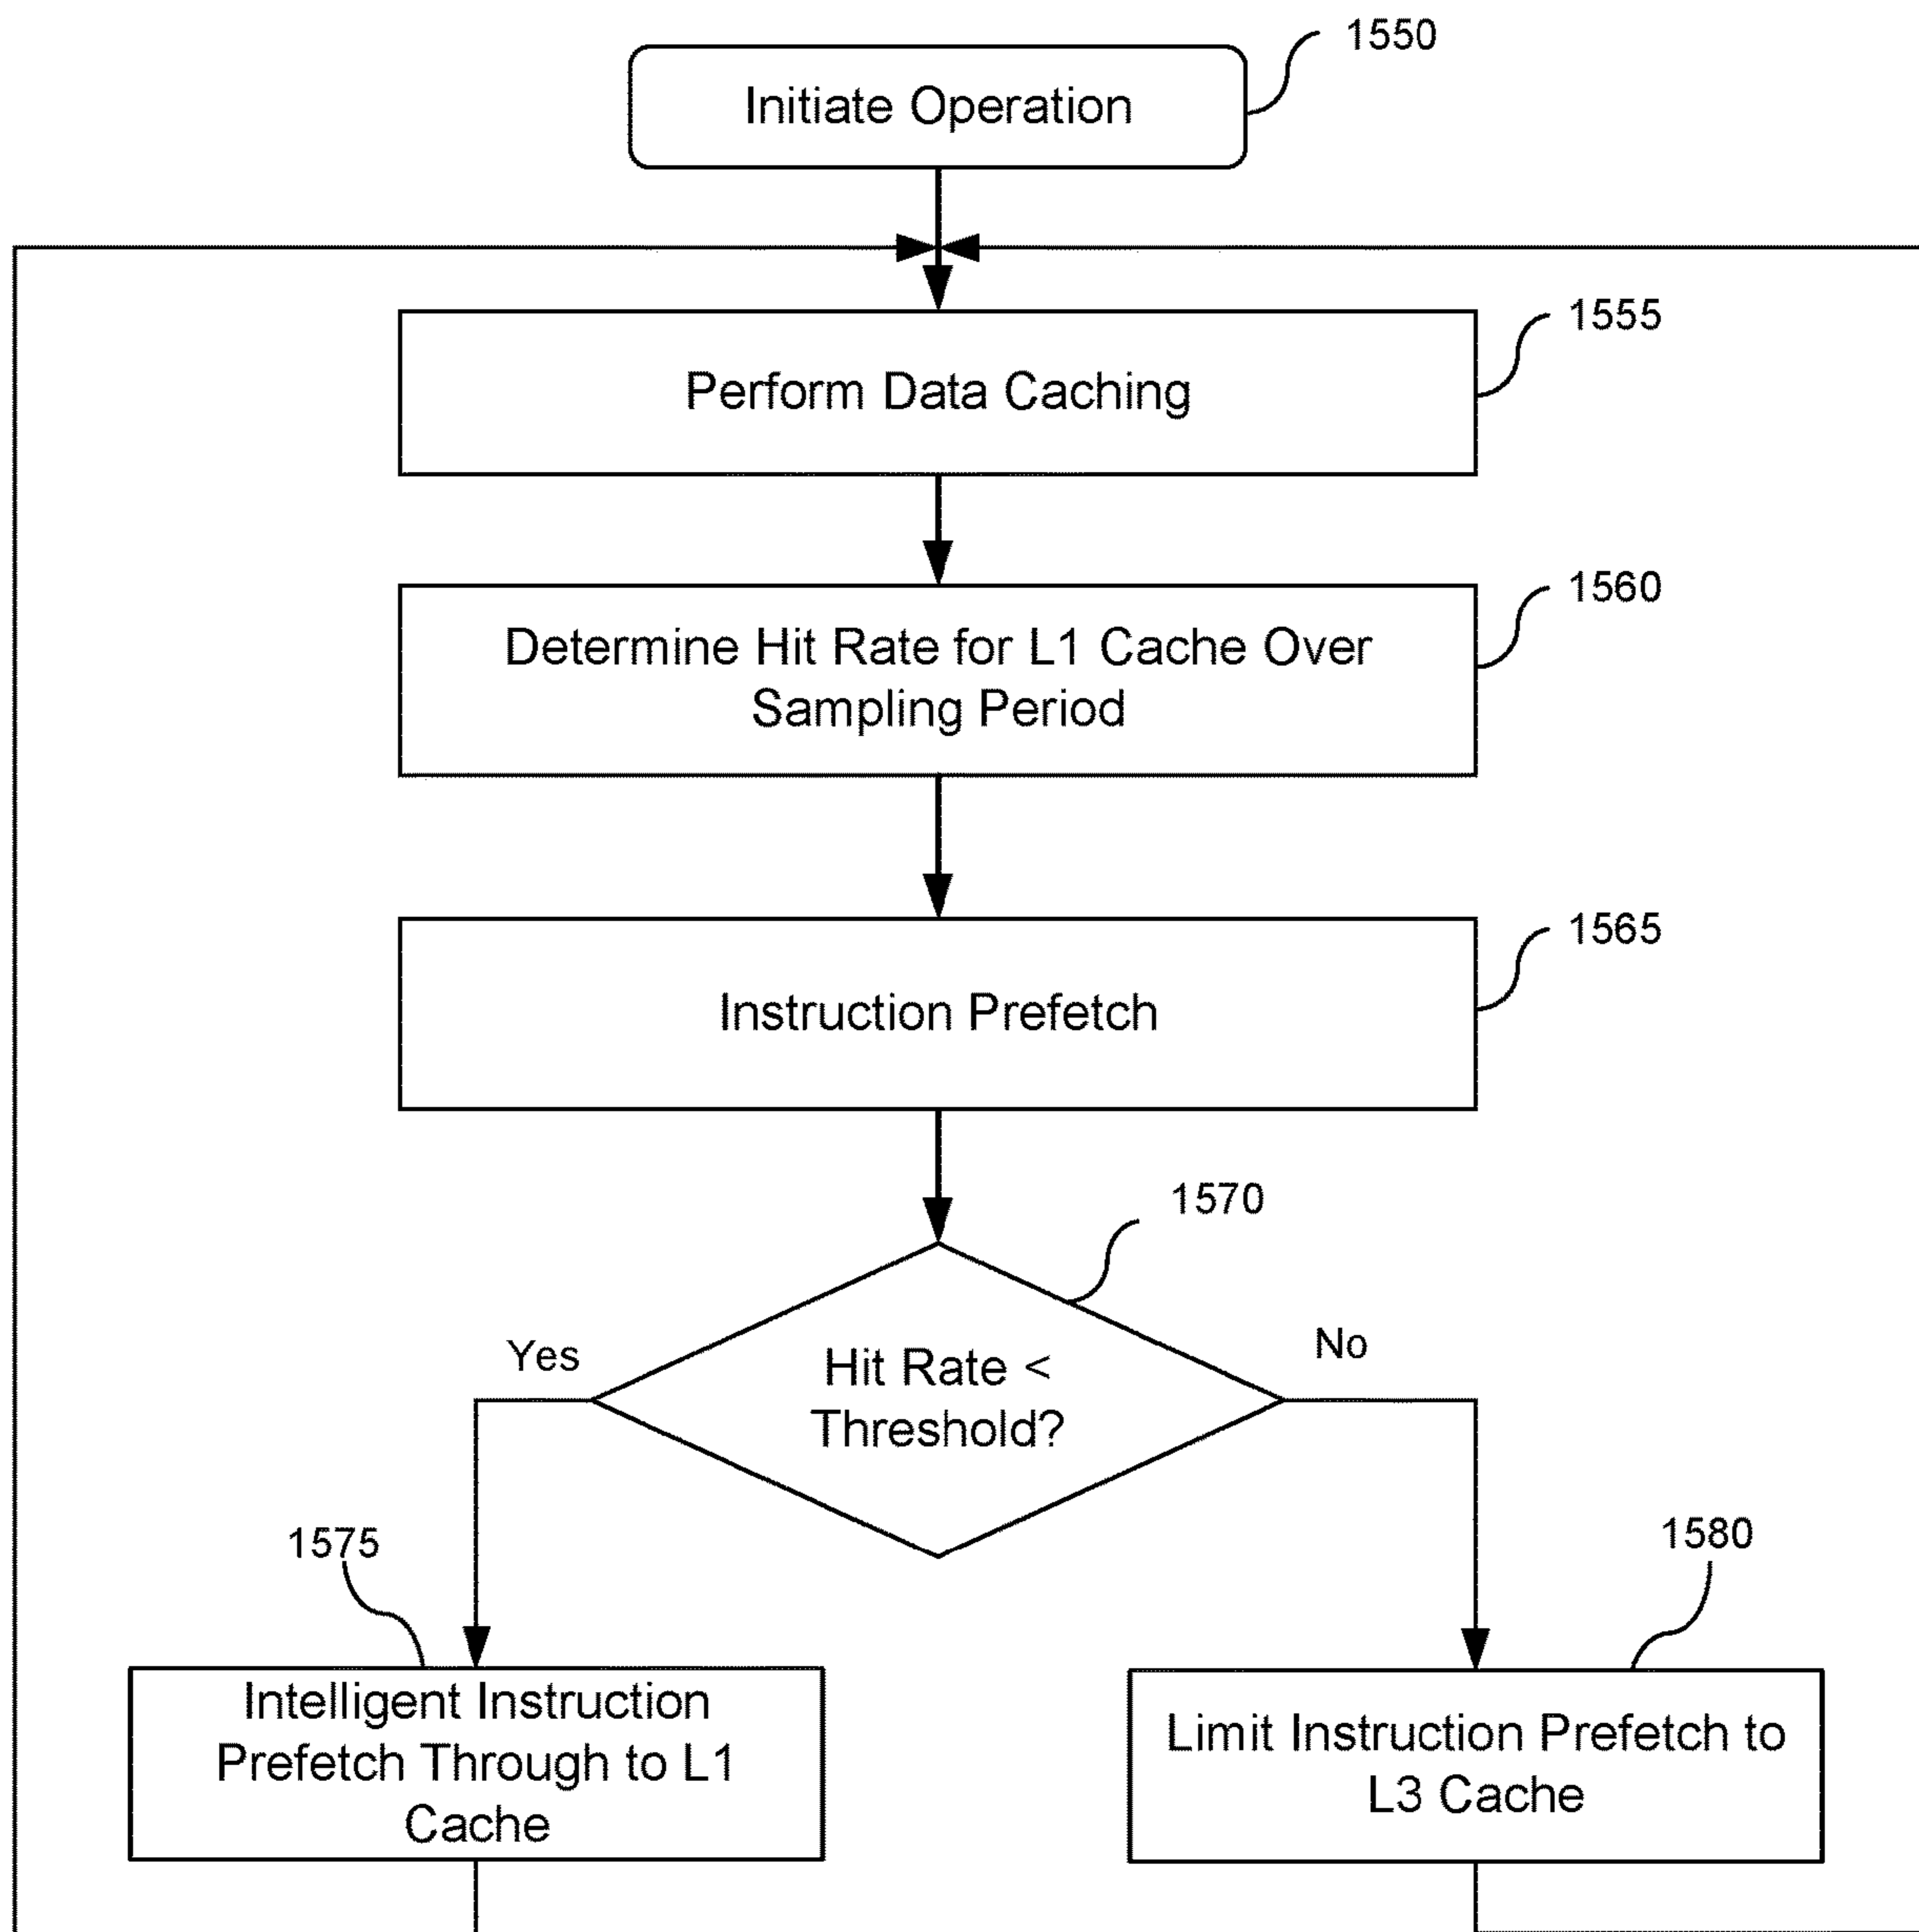 1550
Initiate Operation
1555
Perform Data Caching
1560
Determine Hit Rate for L1 Cache Over
Sampling Period
1565
Instruction Prefetch
1570
Yes
No
Hit Rate <
Threshold?
1575
1580
Intelligent Instruction
Prefetch Through to L1
Cache
Limit Instruction Prefetch to
L3 Cache